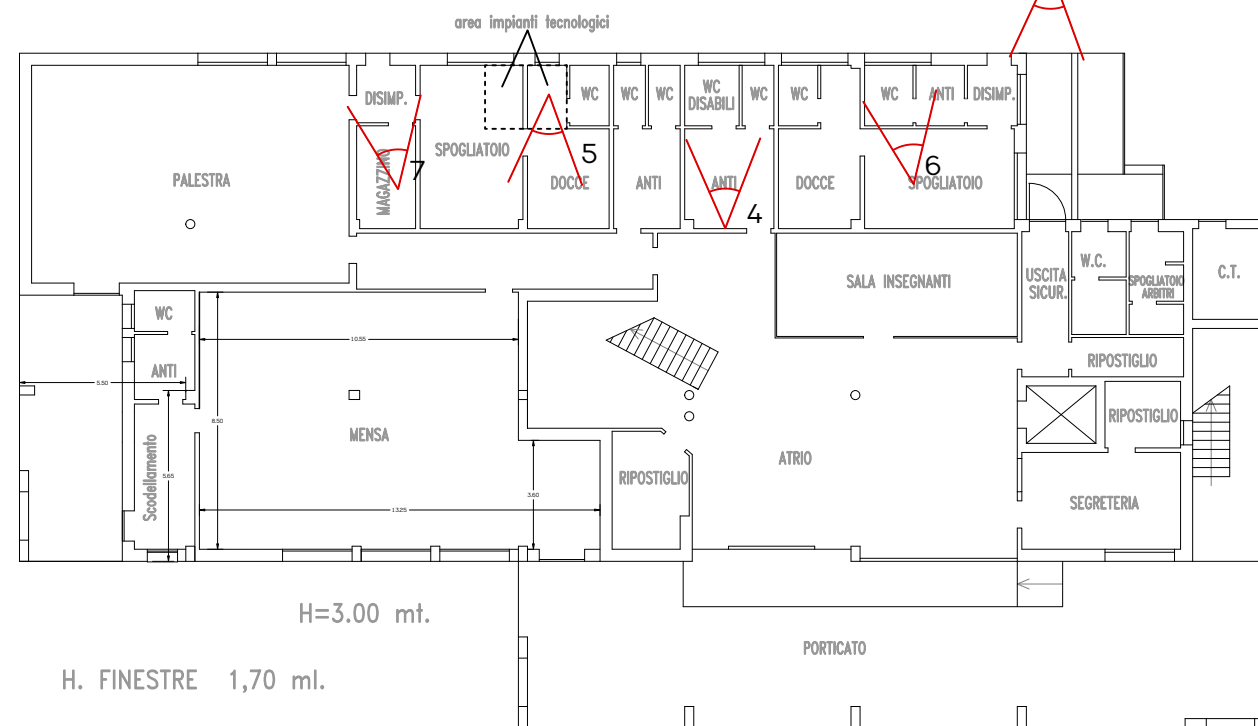 area impianti tecnologici
DISIMP.
WC
WC
WC
WC
DISABILI
WC
WC
WC
ANTI
DISIMP.
PALESTRA
MAGAZZINO
7
SPOGLIATOIO
5
DOCCE
ANTI
ANTI
4
DOCCE
6
SPOGLIATOIO
WC
ANTI
SALA INSEGNANTI
USCITA
SICUR.
W.C.
SPOGLIATOIO
ARBITRI
C.T.
10.55
5.50
8.50
MENSA
Scodellamento
5.65
13.25
3.60
RIPOSTIGLIO
ATRIO
RIPOSTIGLIO
RIPOSTIGLIO
SEGRETERIA
H=3.00 mt.
H. FINESTRE 1,70 ml.
PORTICATO